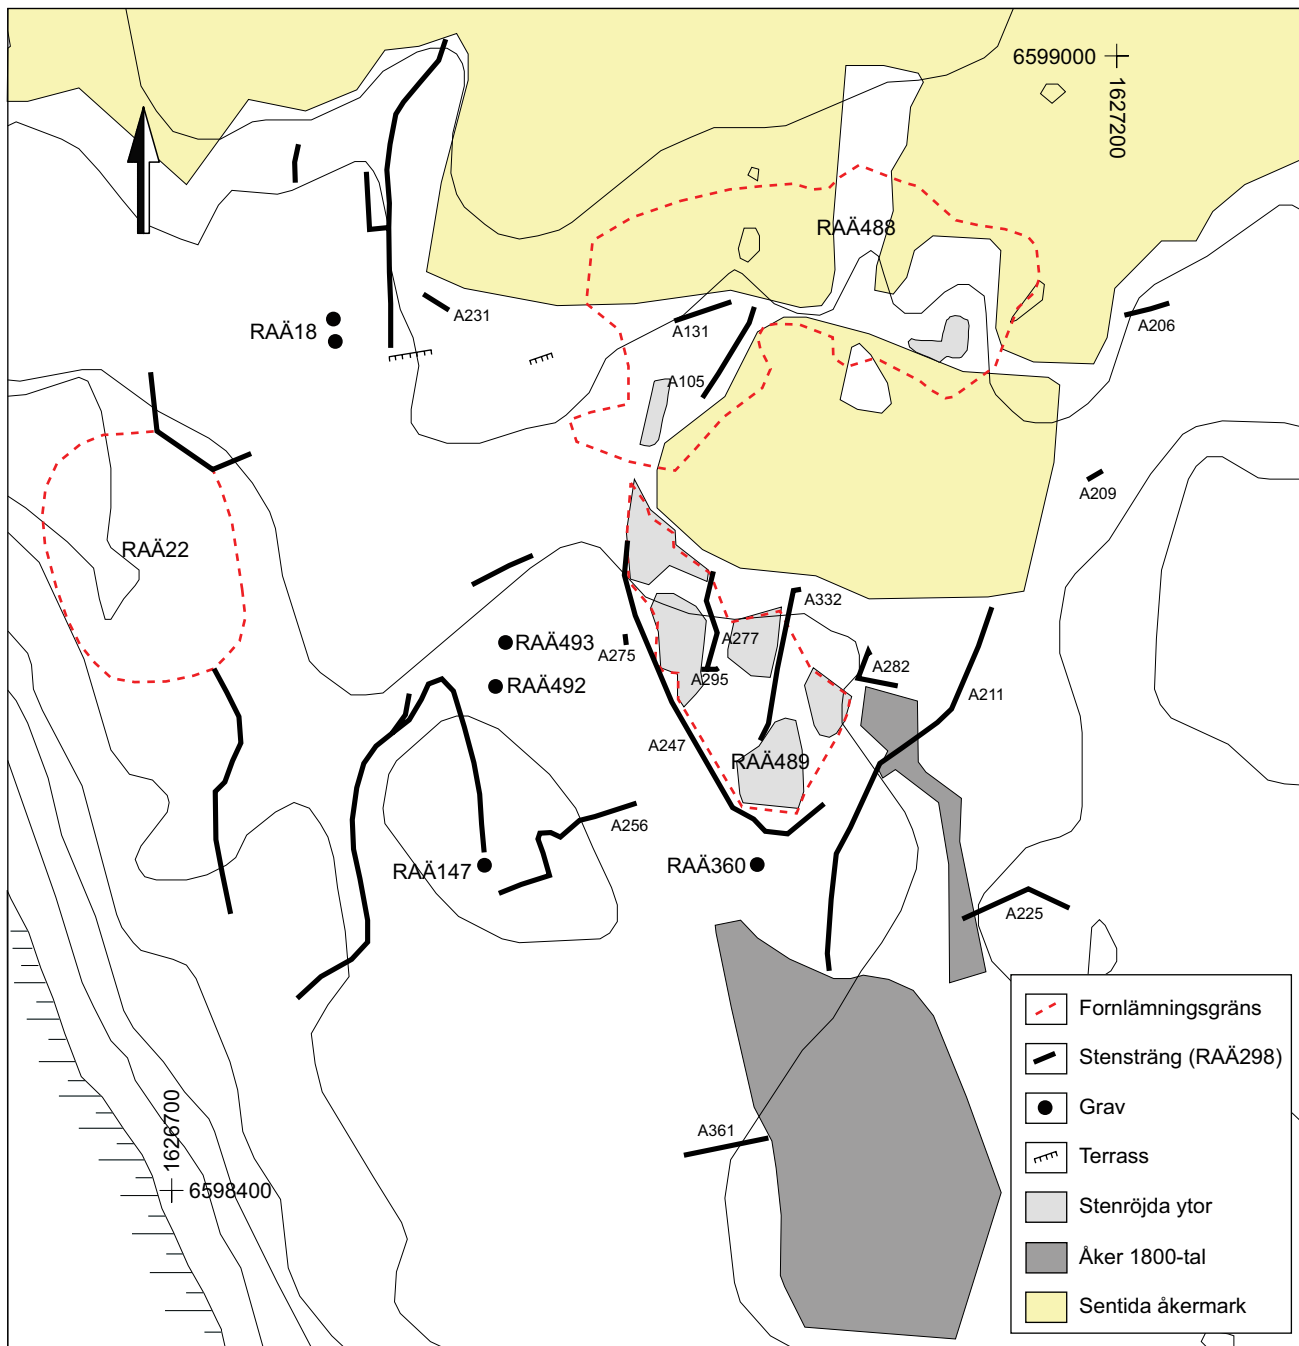 6599000
1627200
RAÄ488
RAÄ18
A231
A131
A206
A105
A209
RAÄ22
A332
RAÄ493
A275
A277
A282
RAÄ492
A295
A211
A247
RAÄ489
A256
RAÄ147
RAÄ360
A225
A361
1626700
6598400
Fornlämningsgräns
Stensträng (RAÄ298)
Grav
Terrass
Stenröjda ytor
Åker 1800-tal
Sentida åkermark